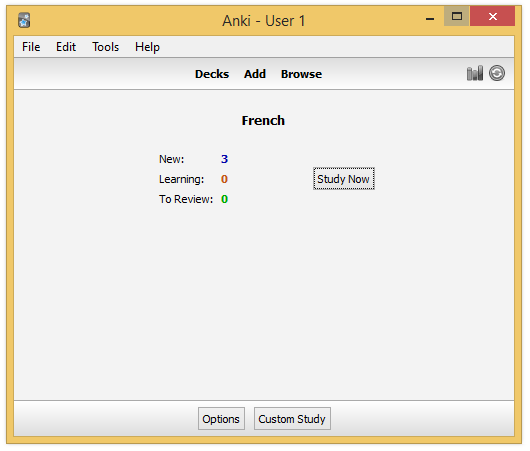 Anki - User 1
File Edit Tools Help
Decks Add Browse
French
New: 3
Learning: 0
Study Now
To Review: 0
Options Custom Study